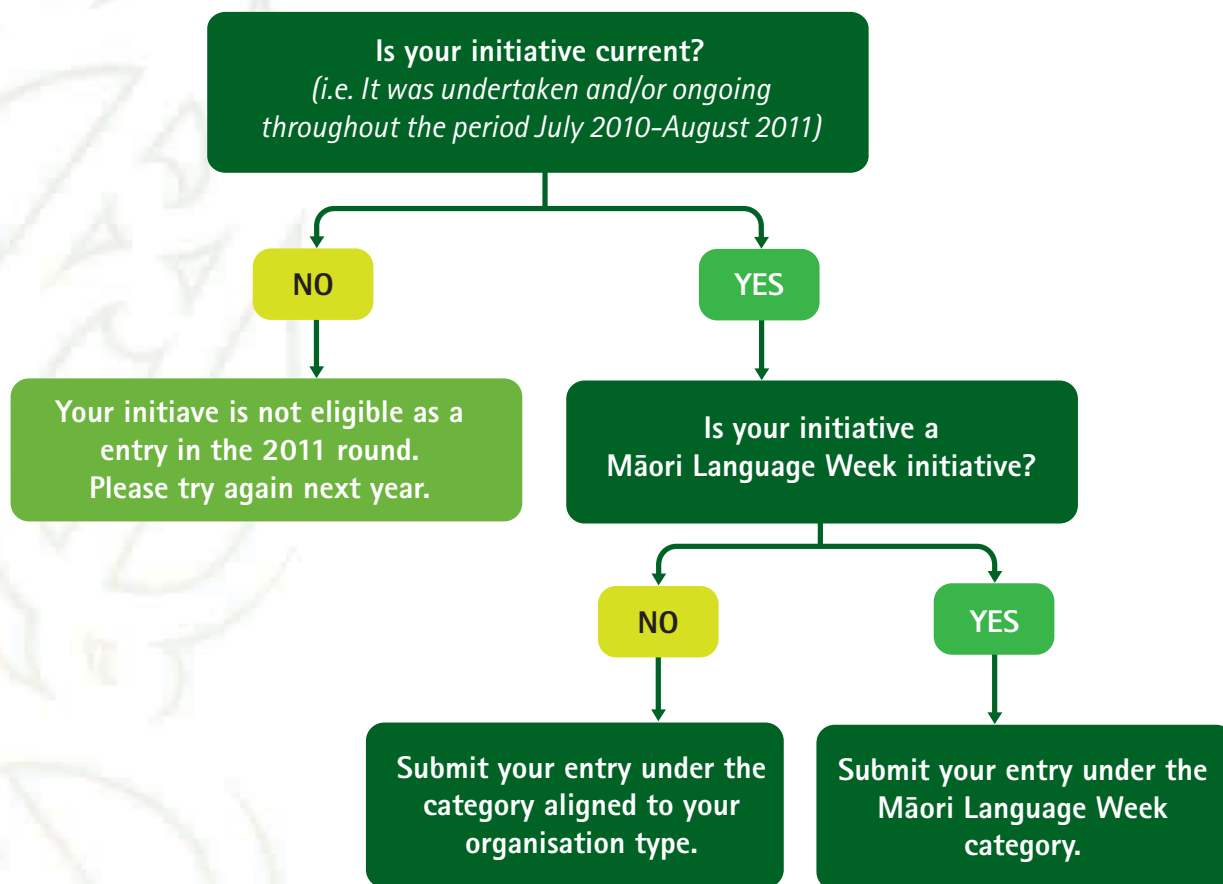 Is your initiative current?
(i.e. It was undertaken and/or ongoing
throughout the period July 2010-August 2011)
NO
YES
Your initiave is not eligible as a
entry in the 2011 round.
Please try again next year.
Is your initiative a
Māori Language Week initiative?
NO
YES
Submit your entry under the
category aligned to your
organisation type.
Submit your entry under the
Māori Language Week
category.